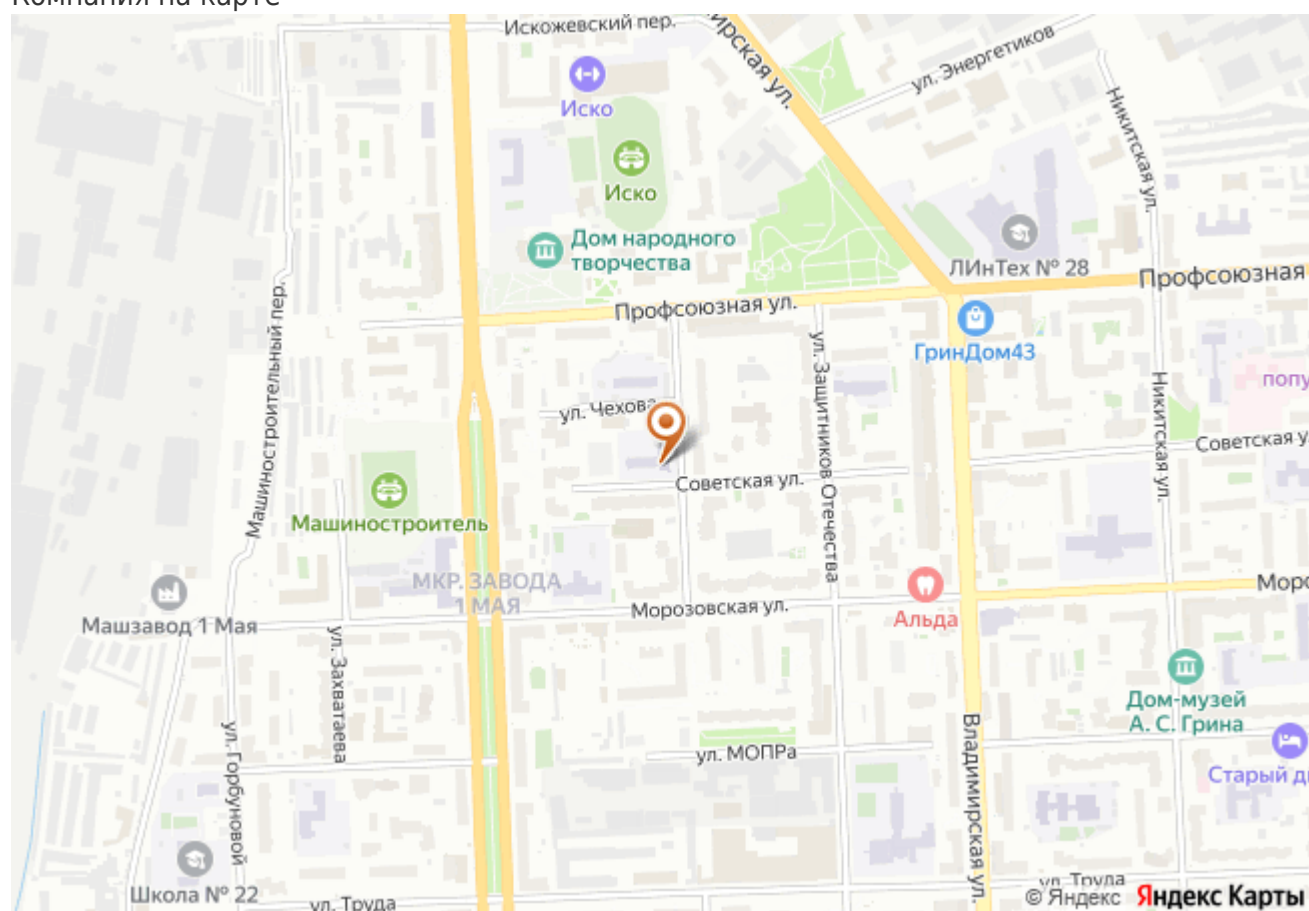 Компания на карте
Искожевский пер.
ирская ул.
ул. Энергетиков
Иско
Никитская ул.
Иско
Дом народного
творчества
ЛИнТех № 28
Профсоюзная
Профсоюзная ул.
Машиностроительный пер.
ГринДом43
ул. Защитников Отечества
попу
Никитская ул.
ул. Чехова
Советская у
Советская ул.
Машиностроитель
МКР. ЗАВОДА
1 МАЯ
Морозовская ул.
Моро
Альда
Машзавод 1 Мая
ул. Захватаева
Дом-музей
А. С. Грина
Владимирская ул.
ул. Горбуновой
ул. МОПРа
Старый д
Школа № 22
ул. Труда
ул. Труда
© Яндекс Яндекс Карты